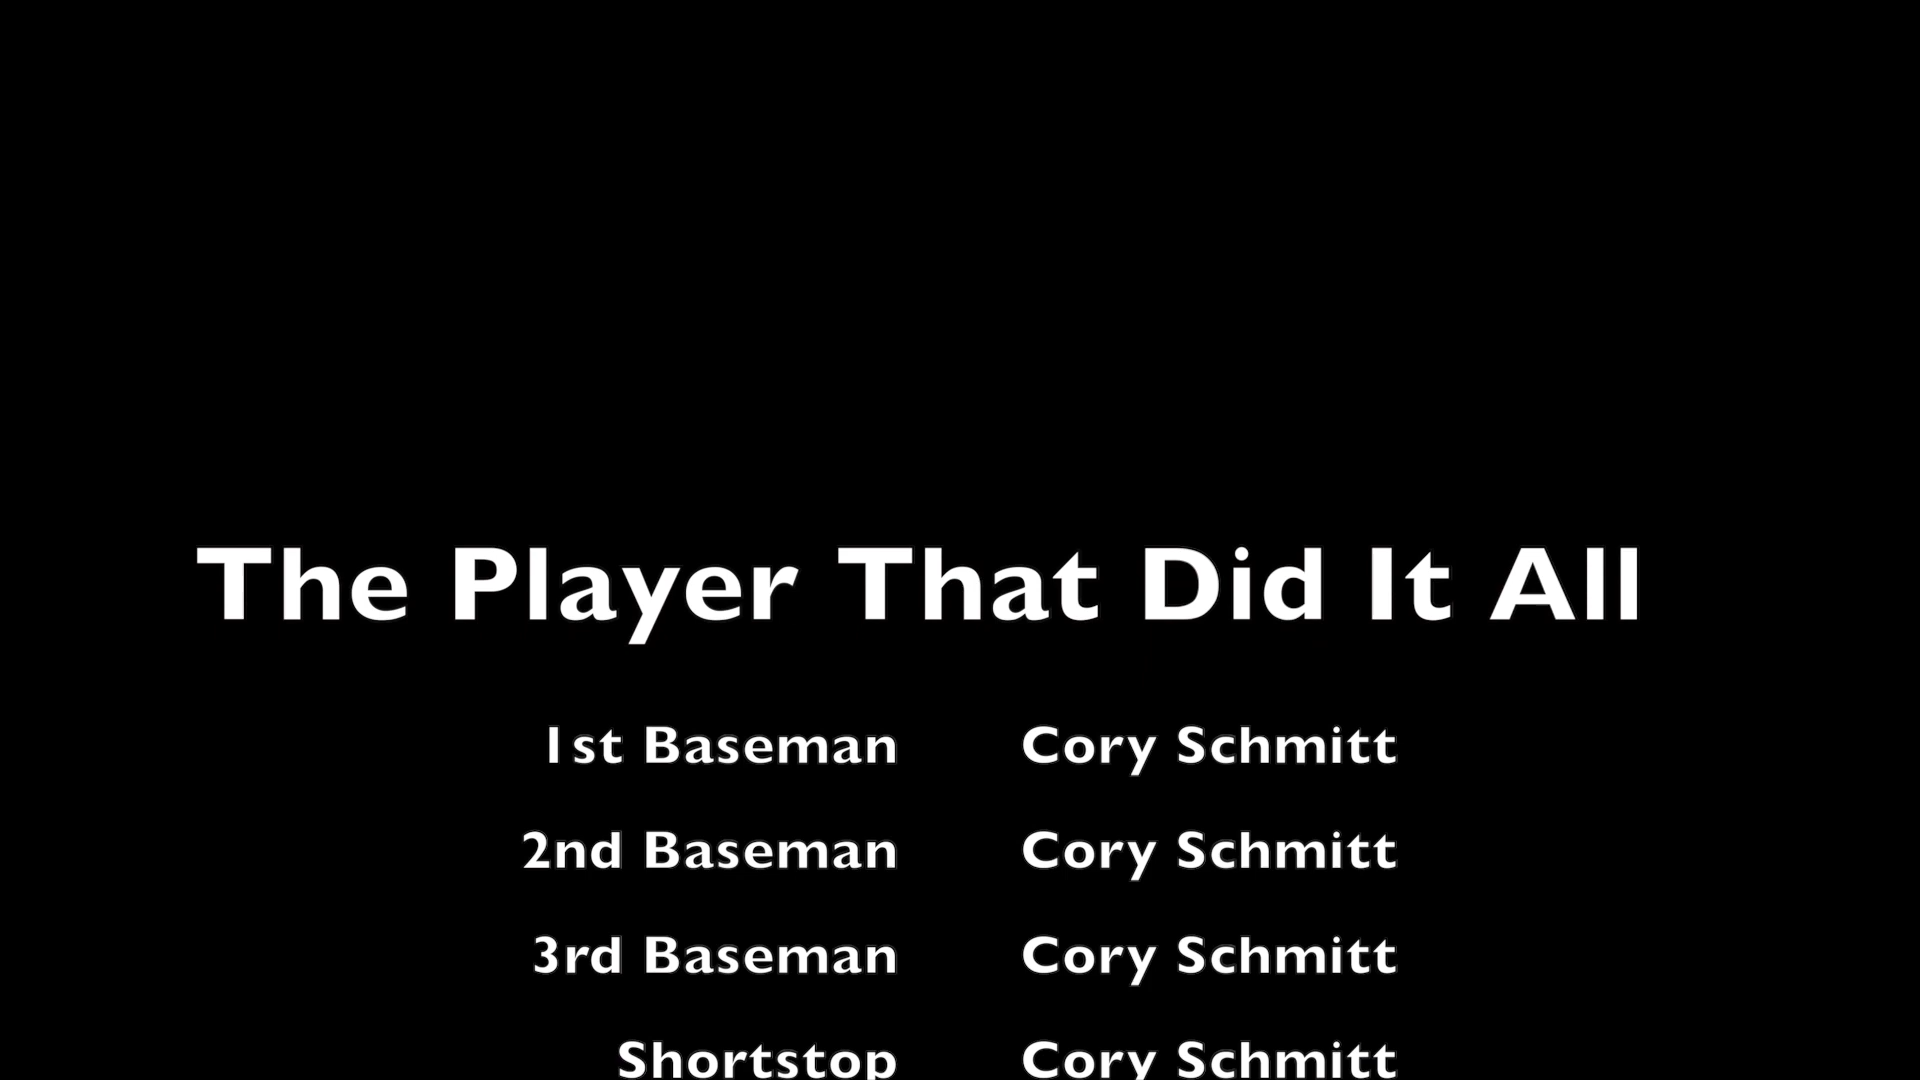 The Player That Did It All
1st Baseman Cory Schmitt
2nd Baseman Cory Schmitt
3rd Baseman Cory Schmitt
Shortstop Cory Schmitt